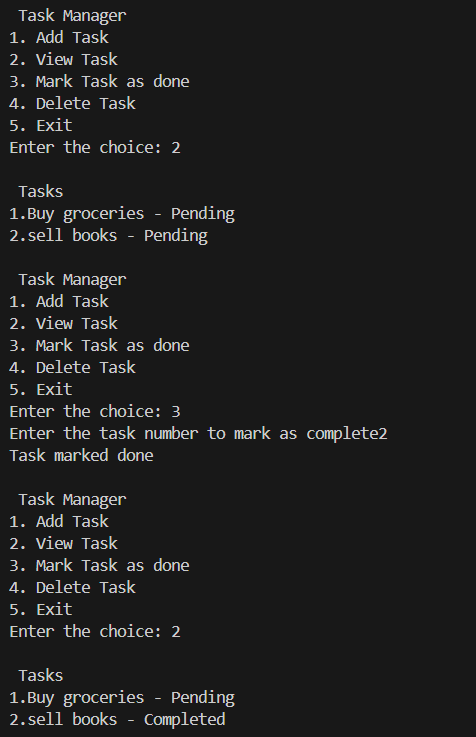 Task Manager
1. Add Task
2. View Task
3. Mark Task as done
4. Delete Task
5. Exit
Enter the choice: 2
Tasks
1.Buy groceries - Pending
2.sell books - Pending
Task Manager
1. Add Task
2. View Task
3. Mark Task as done
4. Delete Task
5. Exit
Enter the choice: 3
Enter the task number to mark as complete2
Task marked done
Task Manager
1. Add Task
2. View Task
3. Mark Task as done
4. Delete Task
5. Exit
Enter the choice: 2
Tasks
1.Buy groceries - Pending
2.sell books - Completed